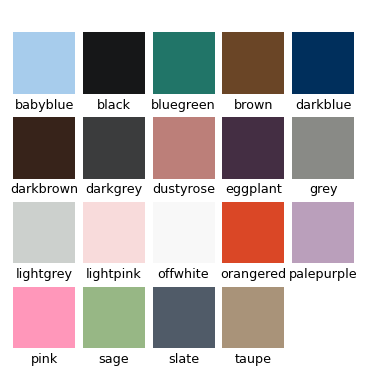 babyblue black bluegreen brown darkblue
darkbrown darkgrey dustyrose eggplant grey
lightgrey lightpink offwhite orangered palepurple
pink sage slate taupe